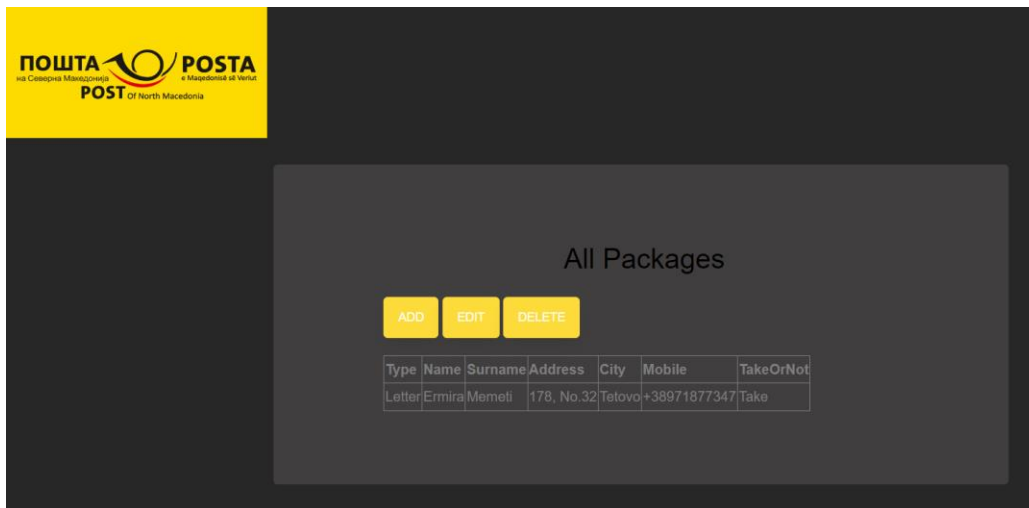 ПОШТА POSTA
на Северна Македонија e Maqedonisë së Veriut
POST Of North Macedonia
All Packages
ADD EDIT DELETE
Type Name Surname Address City Mobile TakeOrNot
Letter Ermira Memeti 178, No.32 Tetovo +38971877347 Take